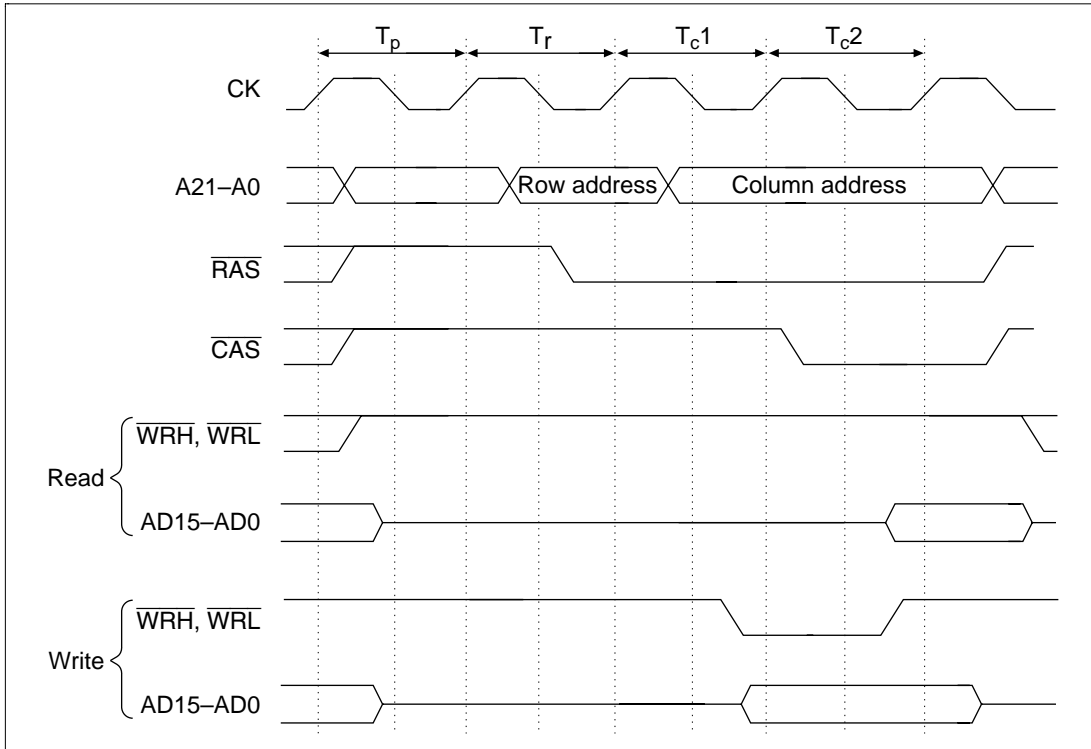 Tp Tr Tc1 Tc2
CK
A21–A0 Row address Column address
RAS
CAS
WRH, WRL
Read
AD15–AD0
WRH, WRL
Write
AD15–AD0